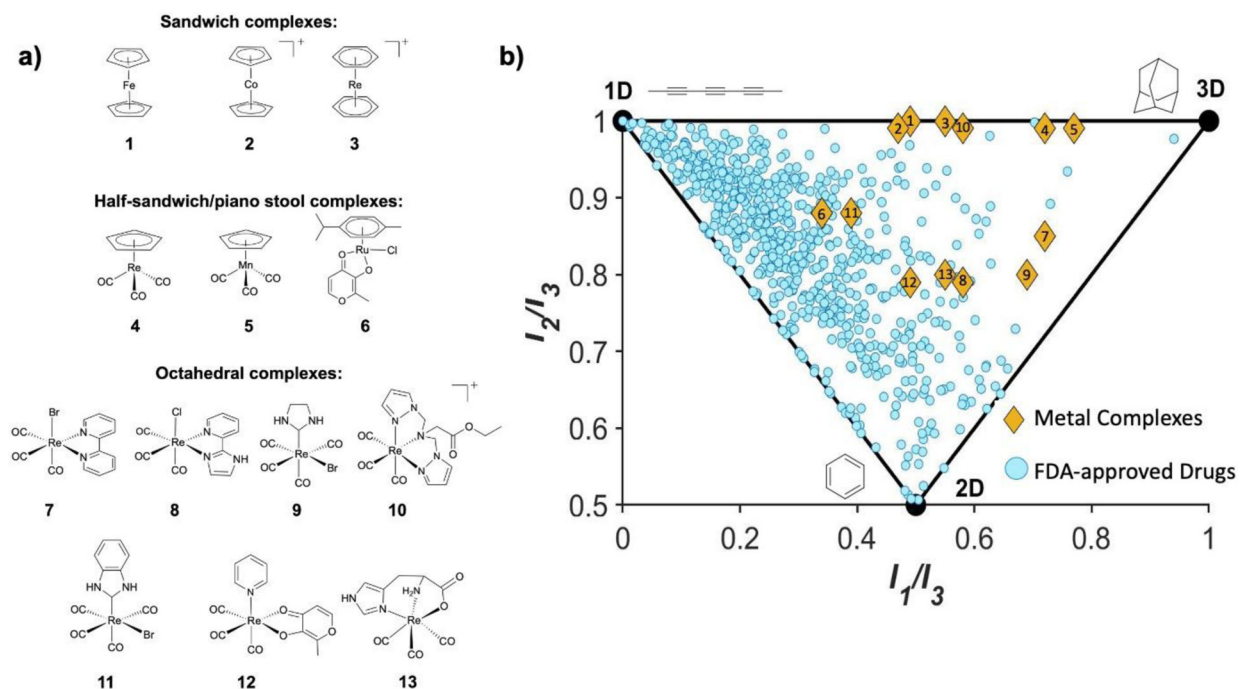 a)
Sandwich complexes:
Fe
1
+
Co
2
+
Re
3
Half-sandwich/piano stool complexes:
Re
OC
CO
CO
4
Mn
OC
CO
CO
5
Ru
Cl
O
O
O
6
Octahedral complexes:
Br
CO
OC
Re
N
N
CO
7
Cl
OC
OC
Re
N
N
NH
CO
8
HN
NH
OC
CO
Re
OC
Br
CO
9
+
N
N
O
O
OC
Re
N
OC
N
N
CO
10
HN
NH
OC
CO
Re
OC
Br
CO
11
N
OC
Re
O
OC
O
O
CO
12
H₂N
O
HN
N
O
Re
OC
CO
CO
13
b)
1D
3D
2D
I₂/I₃
1
0.9
0.8
0.7
0.6
0.5
0
0.2
0.4
0.6
0.8
1
I₁/I₃
2
1
3
10
4
5
6
11
7
9
12
13
8
Metal Complexes
FDA-approved Drugs